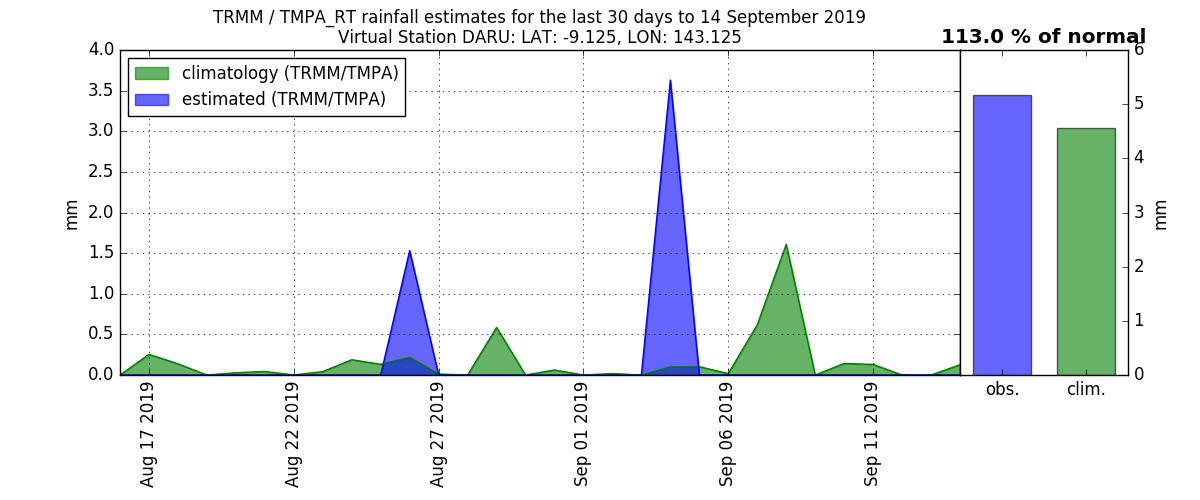 TRMM / TMPA_RT rainfall estimates for the last 30 days to 14 September 2019
Virtual Station DARU: LAT: -9.125, LON: 143.125
113.0 % of normal
climatology (TRMM/TMPA)
estimated (TRMM/TMPA)
mm
4.0
3.5
3.0
2.5
2.0
1.5
1.0
0.5
0.0
Aug 17 2019
Aug 22 2019
Aug 27 2019
Sep 01 2019
Sep 06 2019
Sep 11 2019
6
5
4
3
2
1
0
mm
obs.
clim.